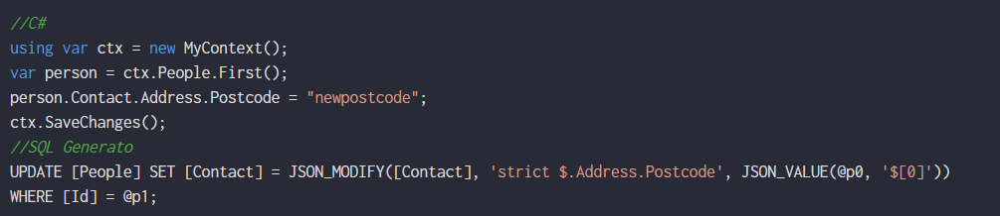 //C#
using var ctx = new MyContext();
var person = ctx.People.First();
person.Contact.Address.Postcode = "newpostcode";
ctx.SaveChanges();
//SQL Generato
UPDATE [People] SET [Contact] = JSON_MODIFY([Contact], 'strict $.Address.Postcode', JSON_VALUE(@p0, '$[0]'))
WHERE [Id] = @p1;